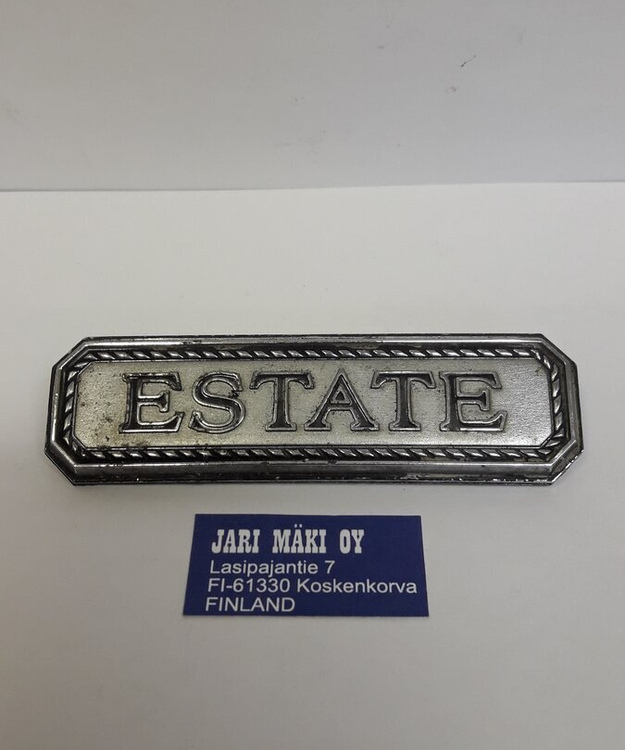 ESTATE
JARI MÄKI OY
Lasipajantie 7
FI-61330 Koskenkorva
FINLAND